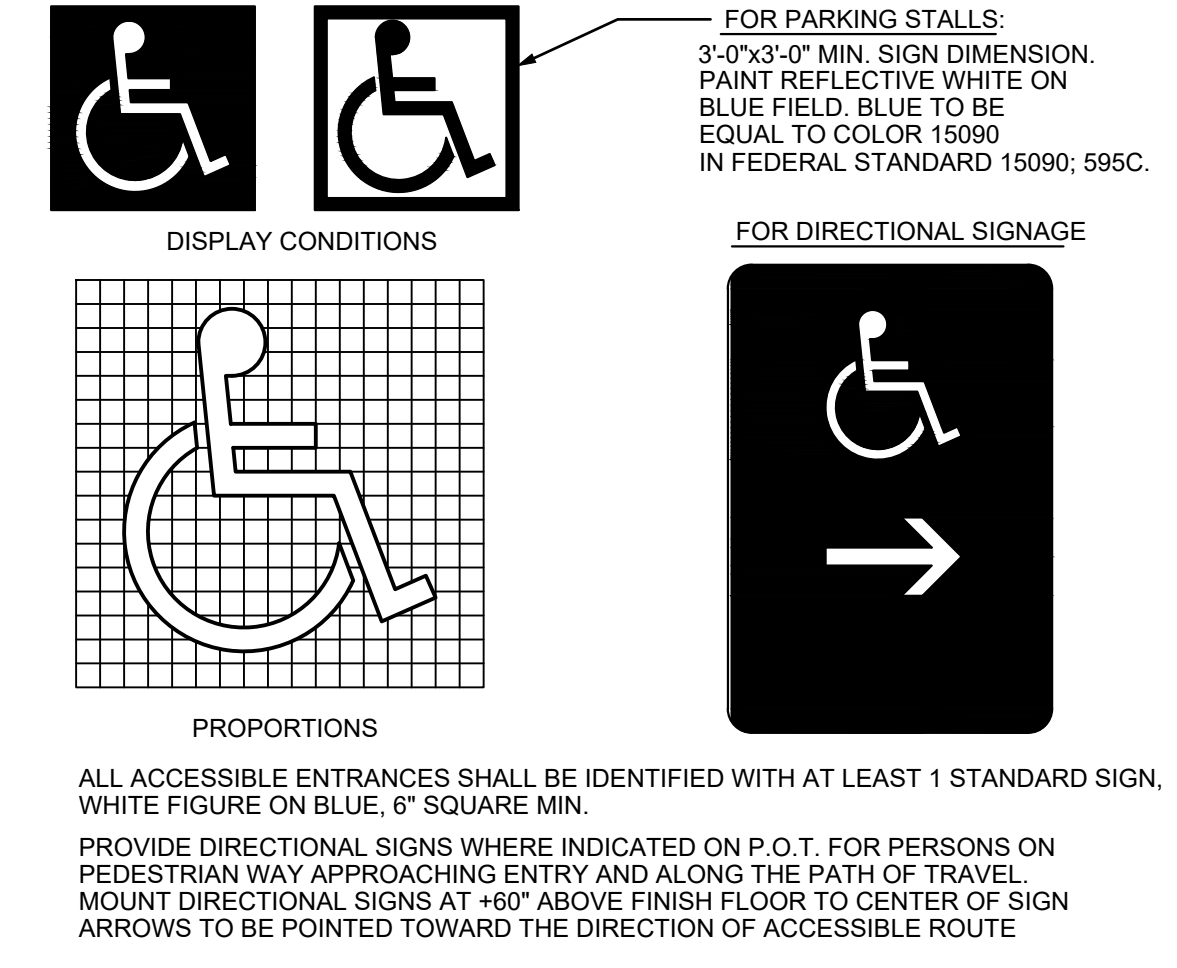 FOR PARKING STALLS:
3'-0"x3'-0" MIN. SIGN DIMENSION.
PAINT REFLECTIVE WHITE ON
BLUE FIELD. BLUE TO BE
EQUAL TO COLOR 15090
IN FEDERAL STANDARD 15090; 595C.
DISPLAY CONDITIONS
FOR DIRECTIONAL SIGNAGE
PROPORTIONS
ALL ACCESSIBLE ENTRANCES SHALL BE IDENTIFIED WITH AT LEAST 1 STANDARD SIGN,
WHITE FIGURE ON BLUE, 6" SQUARE MIN.
PROVIDE DIRECTIONAL SIGNS WHERE INDICATED ON P.O.T. FOR PERSONS ON
PEDESTRIAN WAY APPROACHING ENTRY AND ALONG THE PATH OF TRAVEL.
MOUNT DIRECTIONAL SIGNS AT +60" ABOVE FINISH FLOOR TO CENTER OF SIGN
ARROWS TO BE POINTED TOWARD THE DIRECTION OF ACCESSIBLE ROUTE